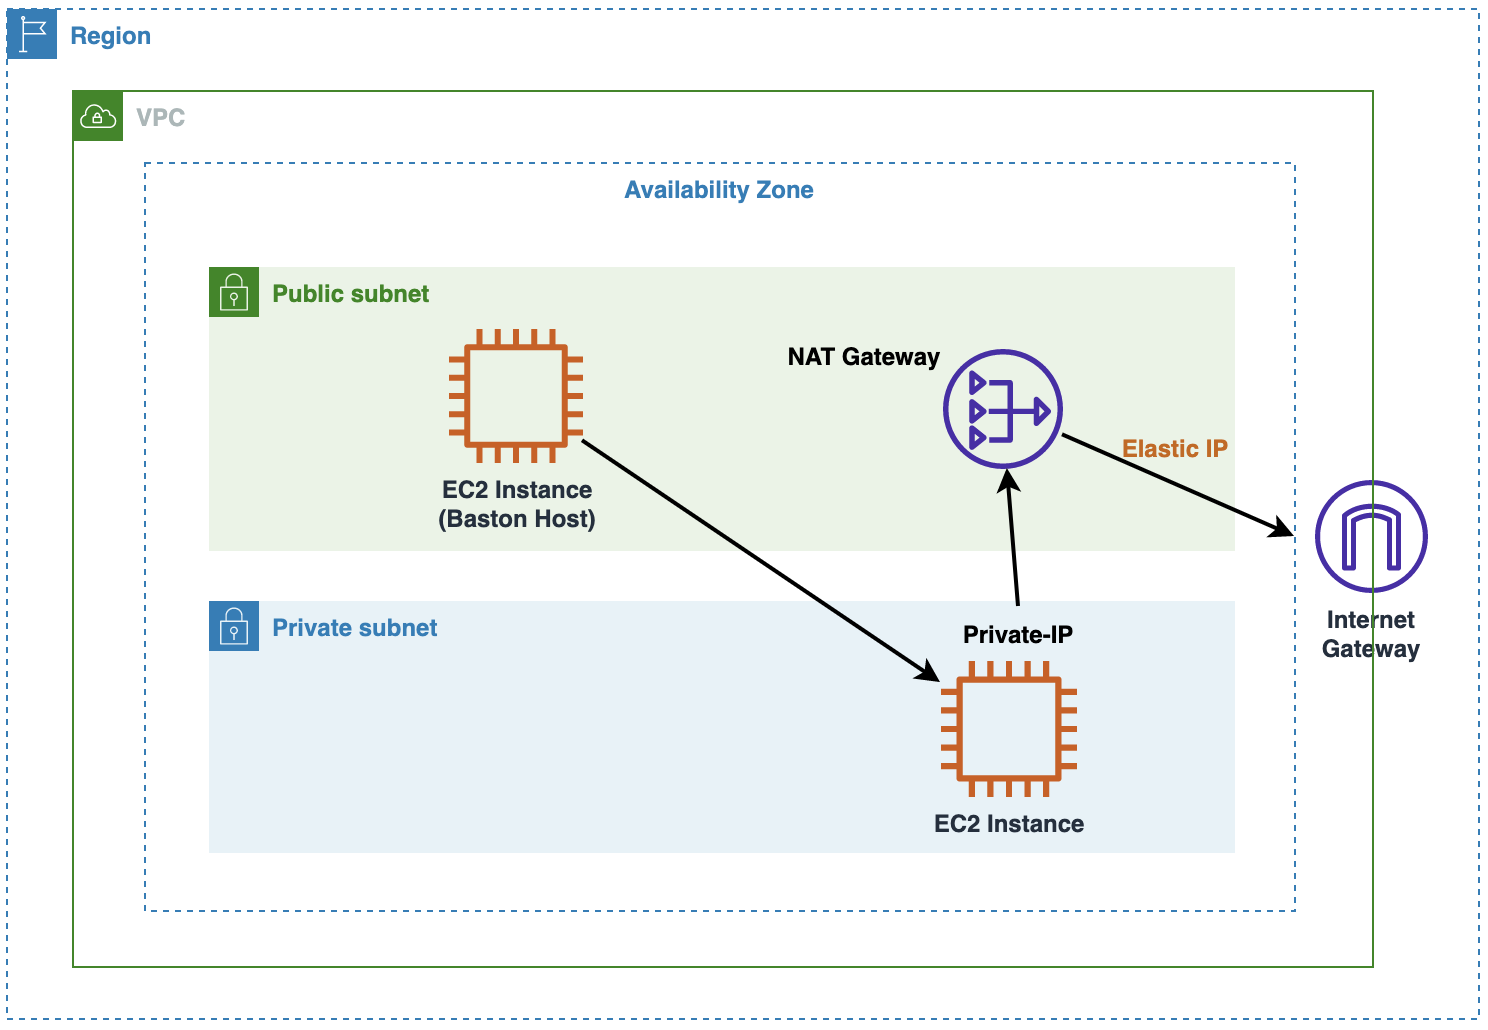 Region
VPC
Availability Zone
Public subnet
NAT Gateway
Elastic IP
EC2 Instance
(Baston Host)
Internet
Gateway
Private subnet
Private-IP
EC2 Instance